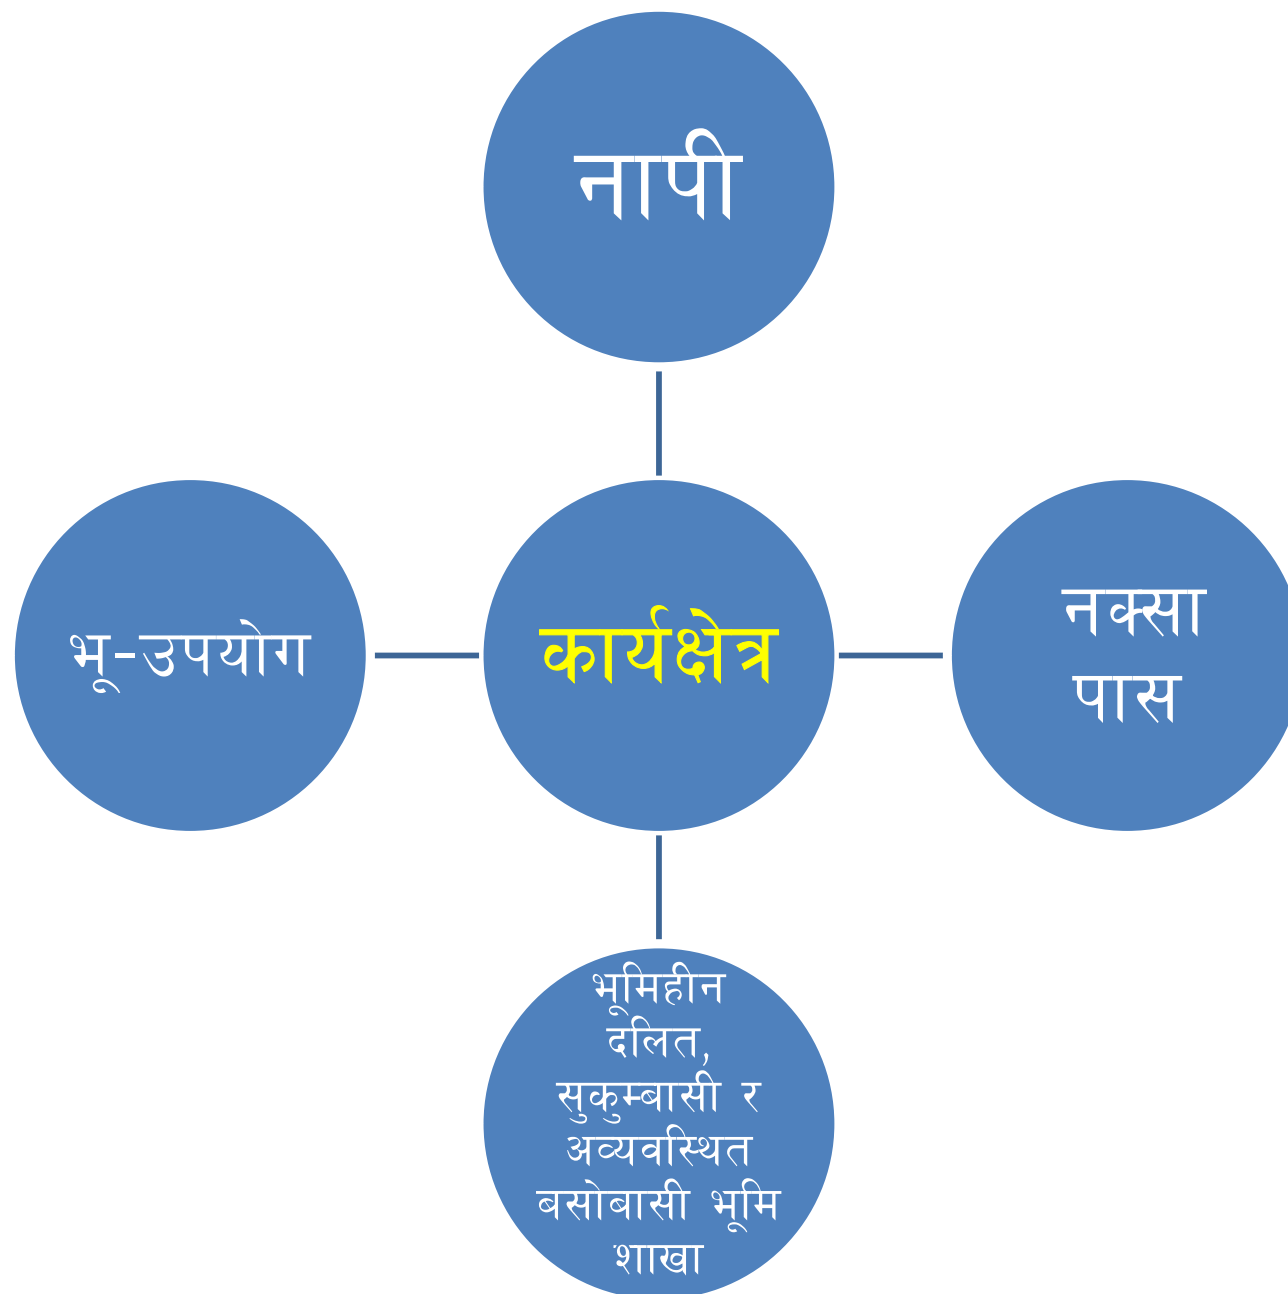 नापी
भू-उपयोग
कार्यक्षेत्र
नक्सा
पास
भूमिहीन
दलित,
सुकुम्बासी र
अव्यवस्थित
बसोबासी भूमि
शाखा